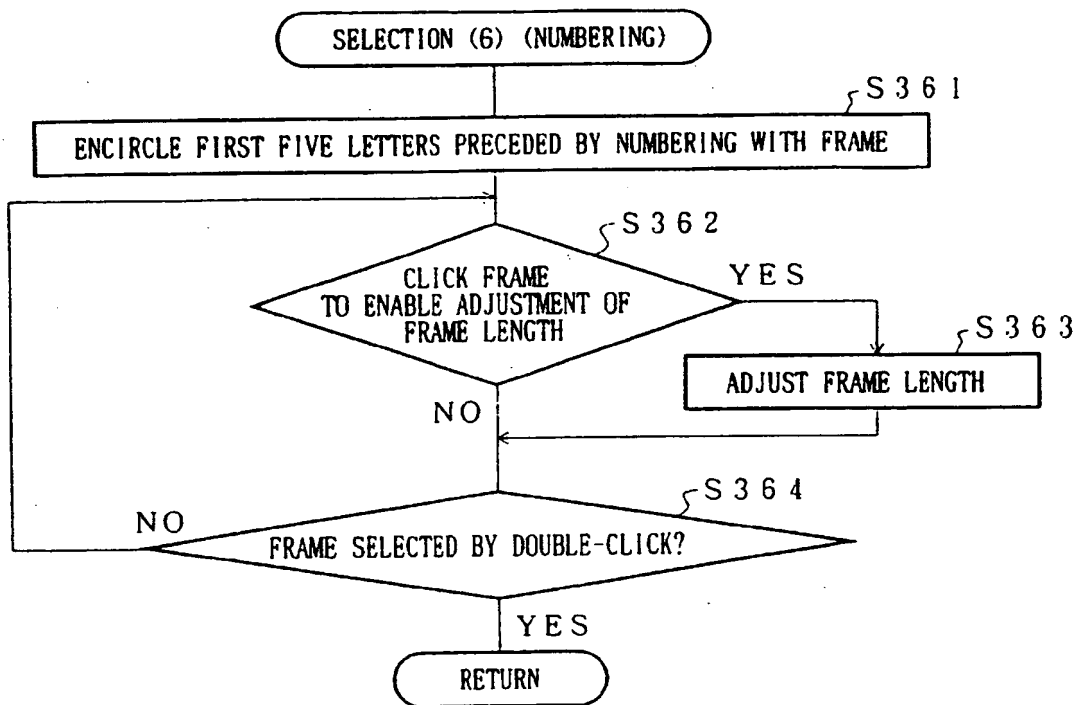 SELECTION (6) (NUMBERING)
S361
ENCIRCLE FIRST FIVE LETTERS PRECEDED BY NUMBERING WITH FRAME
S362
CLICK FRAME
TO ENABLE ADJUSTMENT OF
FRAME LENGTH
YES
S363
ADJUST FRAME LENGTH
NO
S364
NO
FRAME SELECTED BY DOUBLE-CLICK?
YES
RETURN